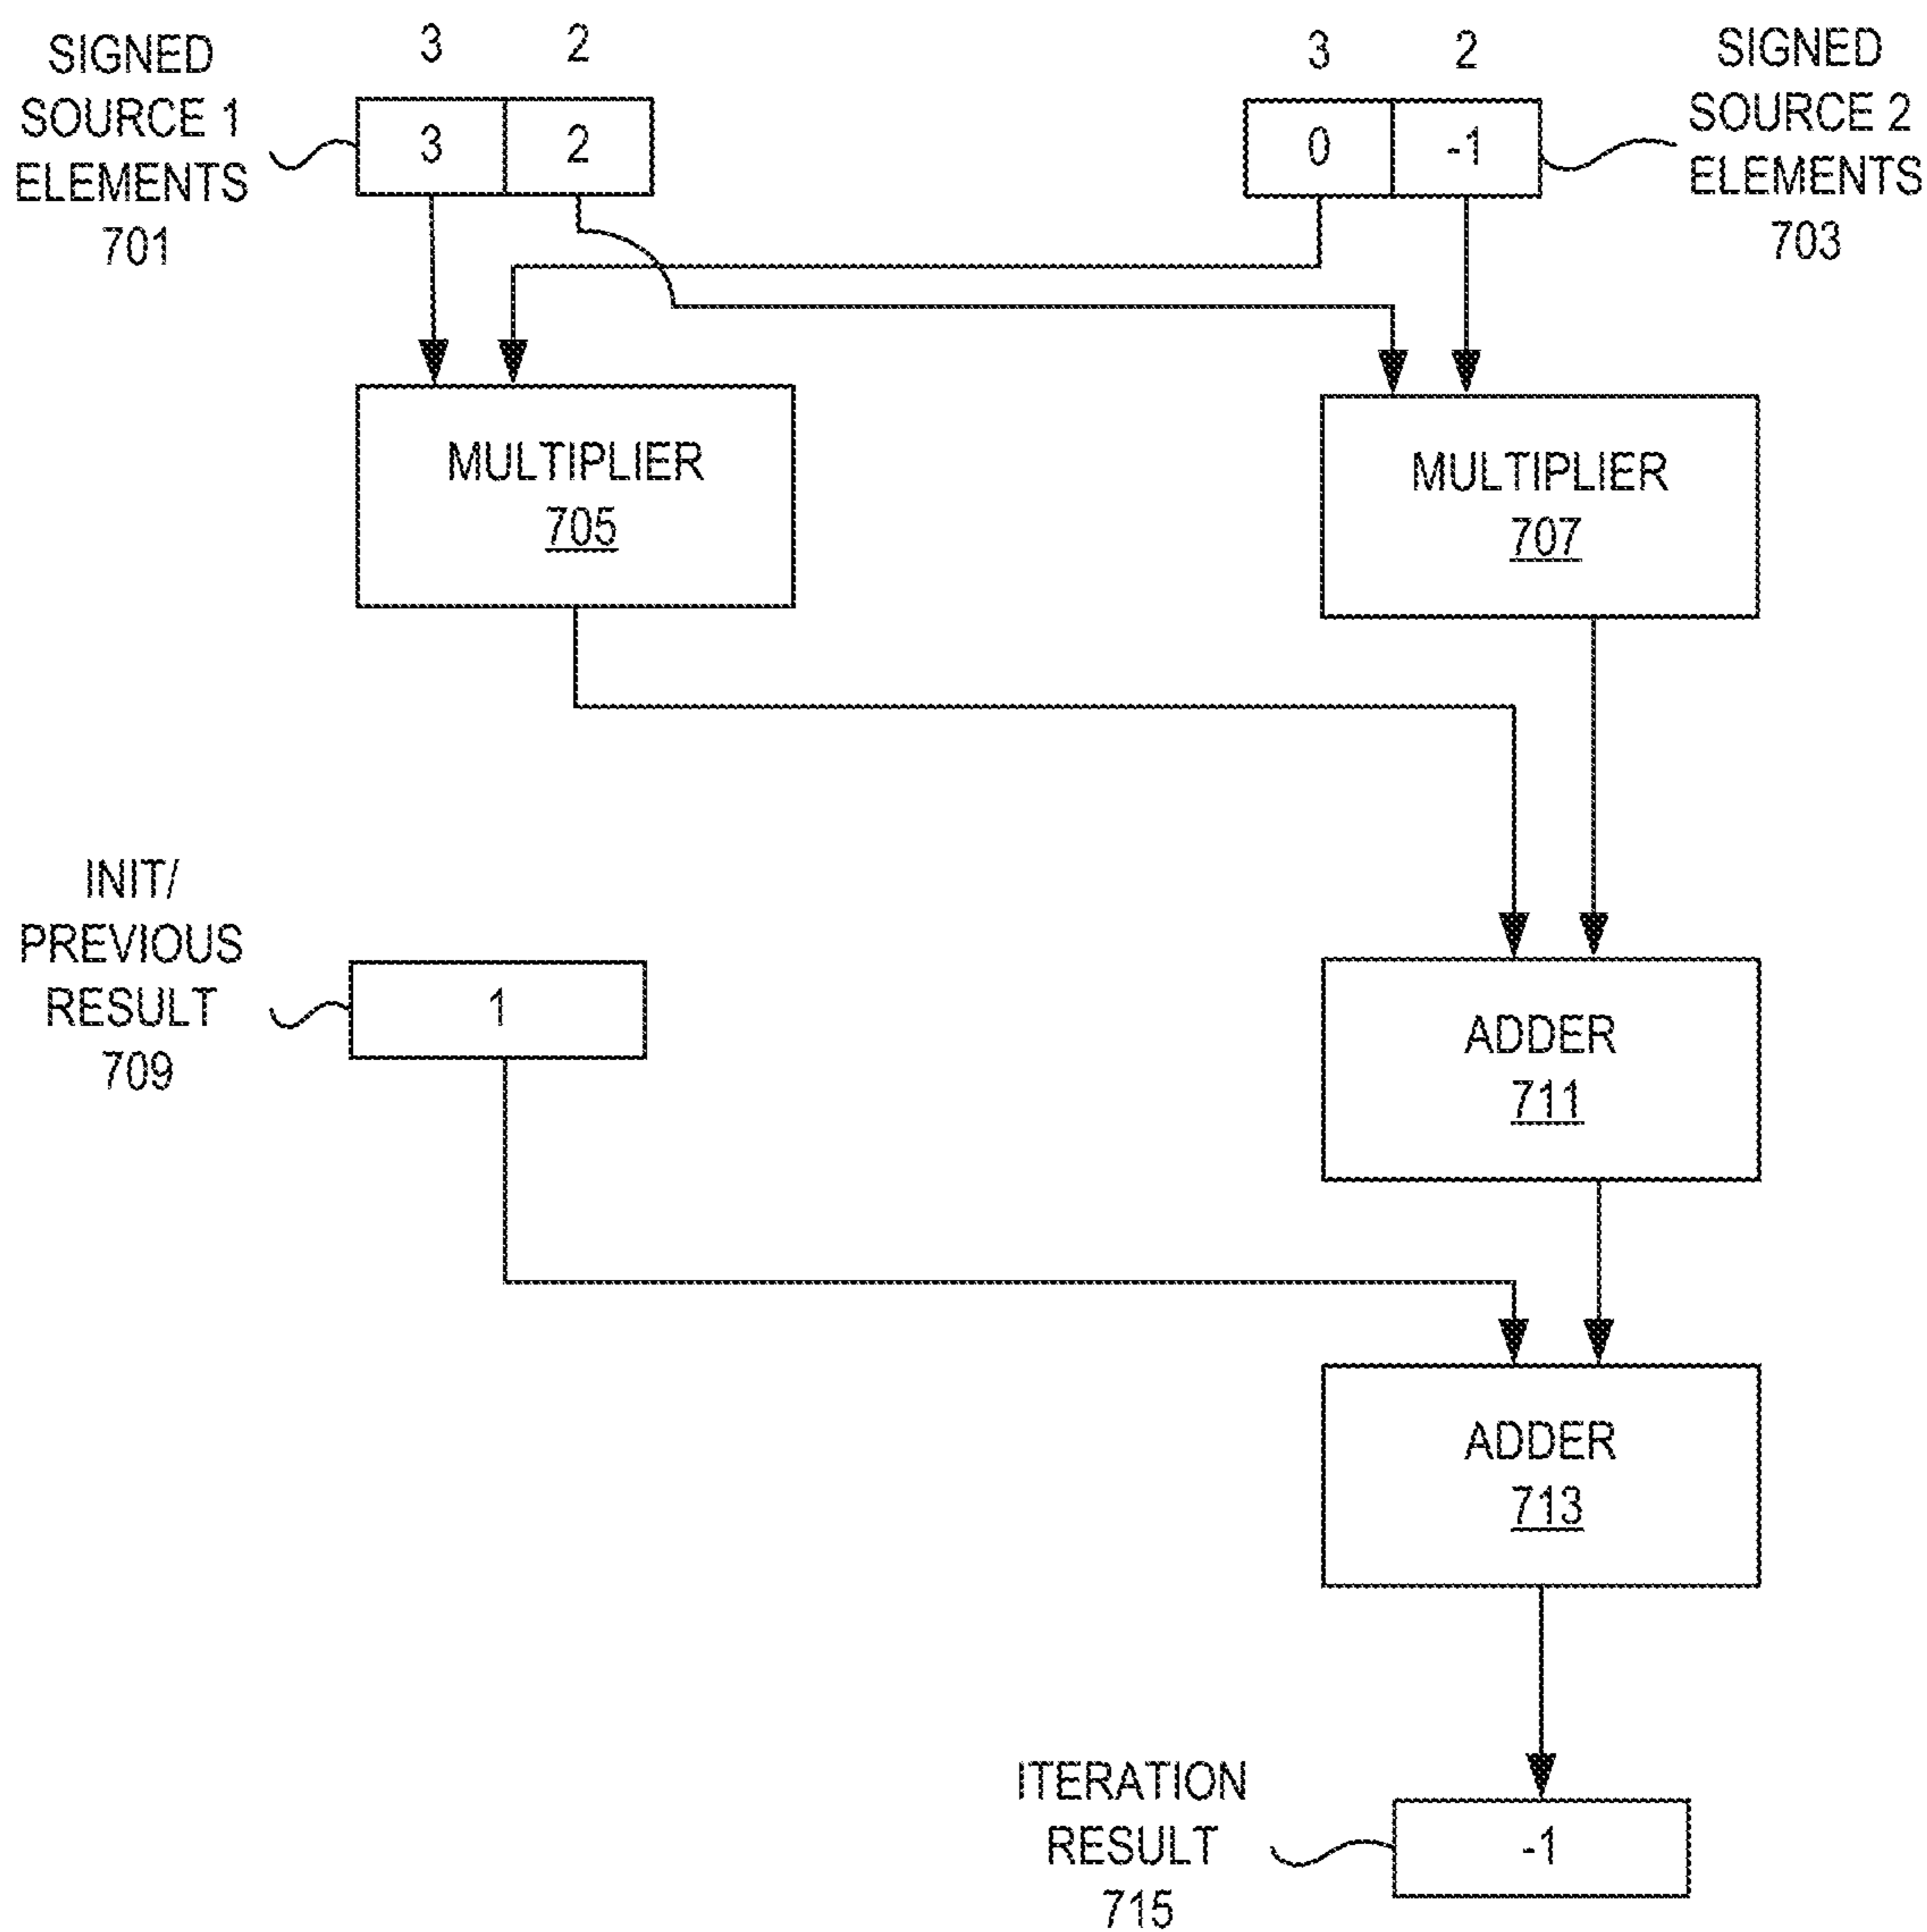 SIGNED
SOURCE 1
ELEMENTS
701
3 2
3 2
3 2
0 -1
SIGNED
SOURCE 2
ELEMENTS
703
MULTIPLIER
705
MULTIPLIER
707
INIT/
PREVIOUS
RESULT
709
1
ADDER
711
ADDER
713
ITERATION
RESULT
715
-1